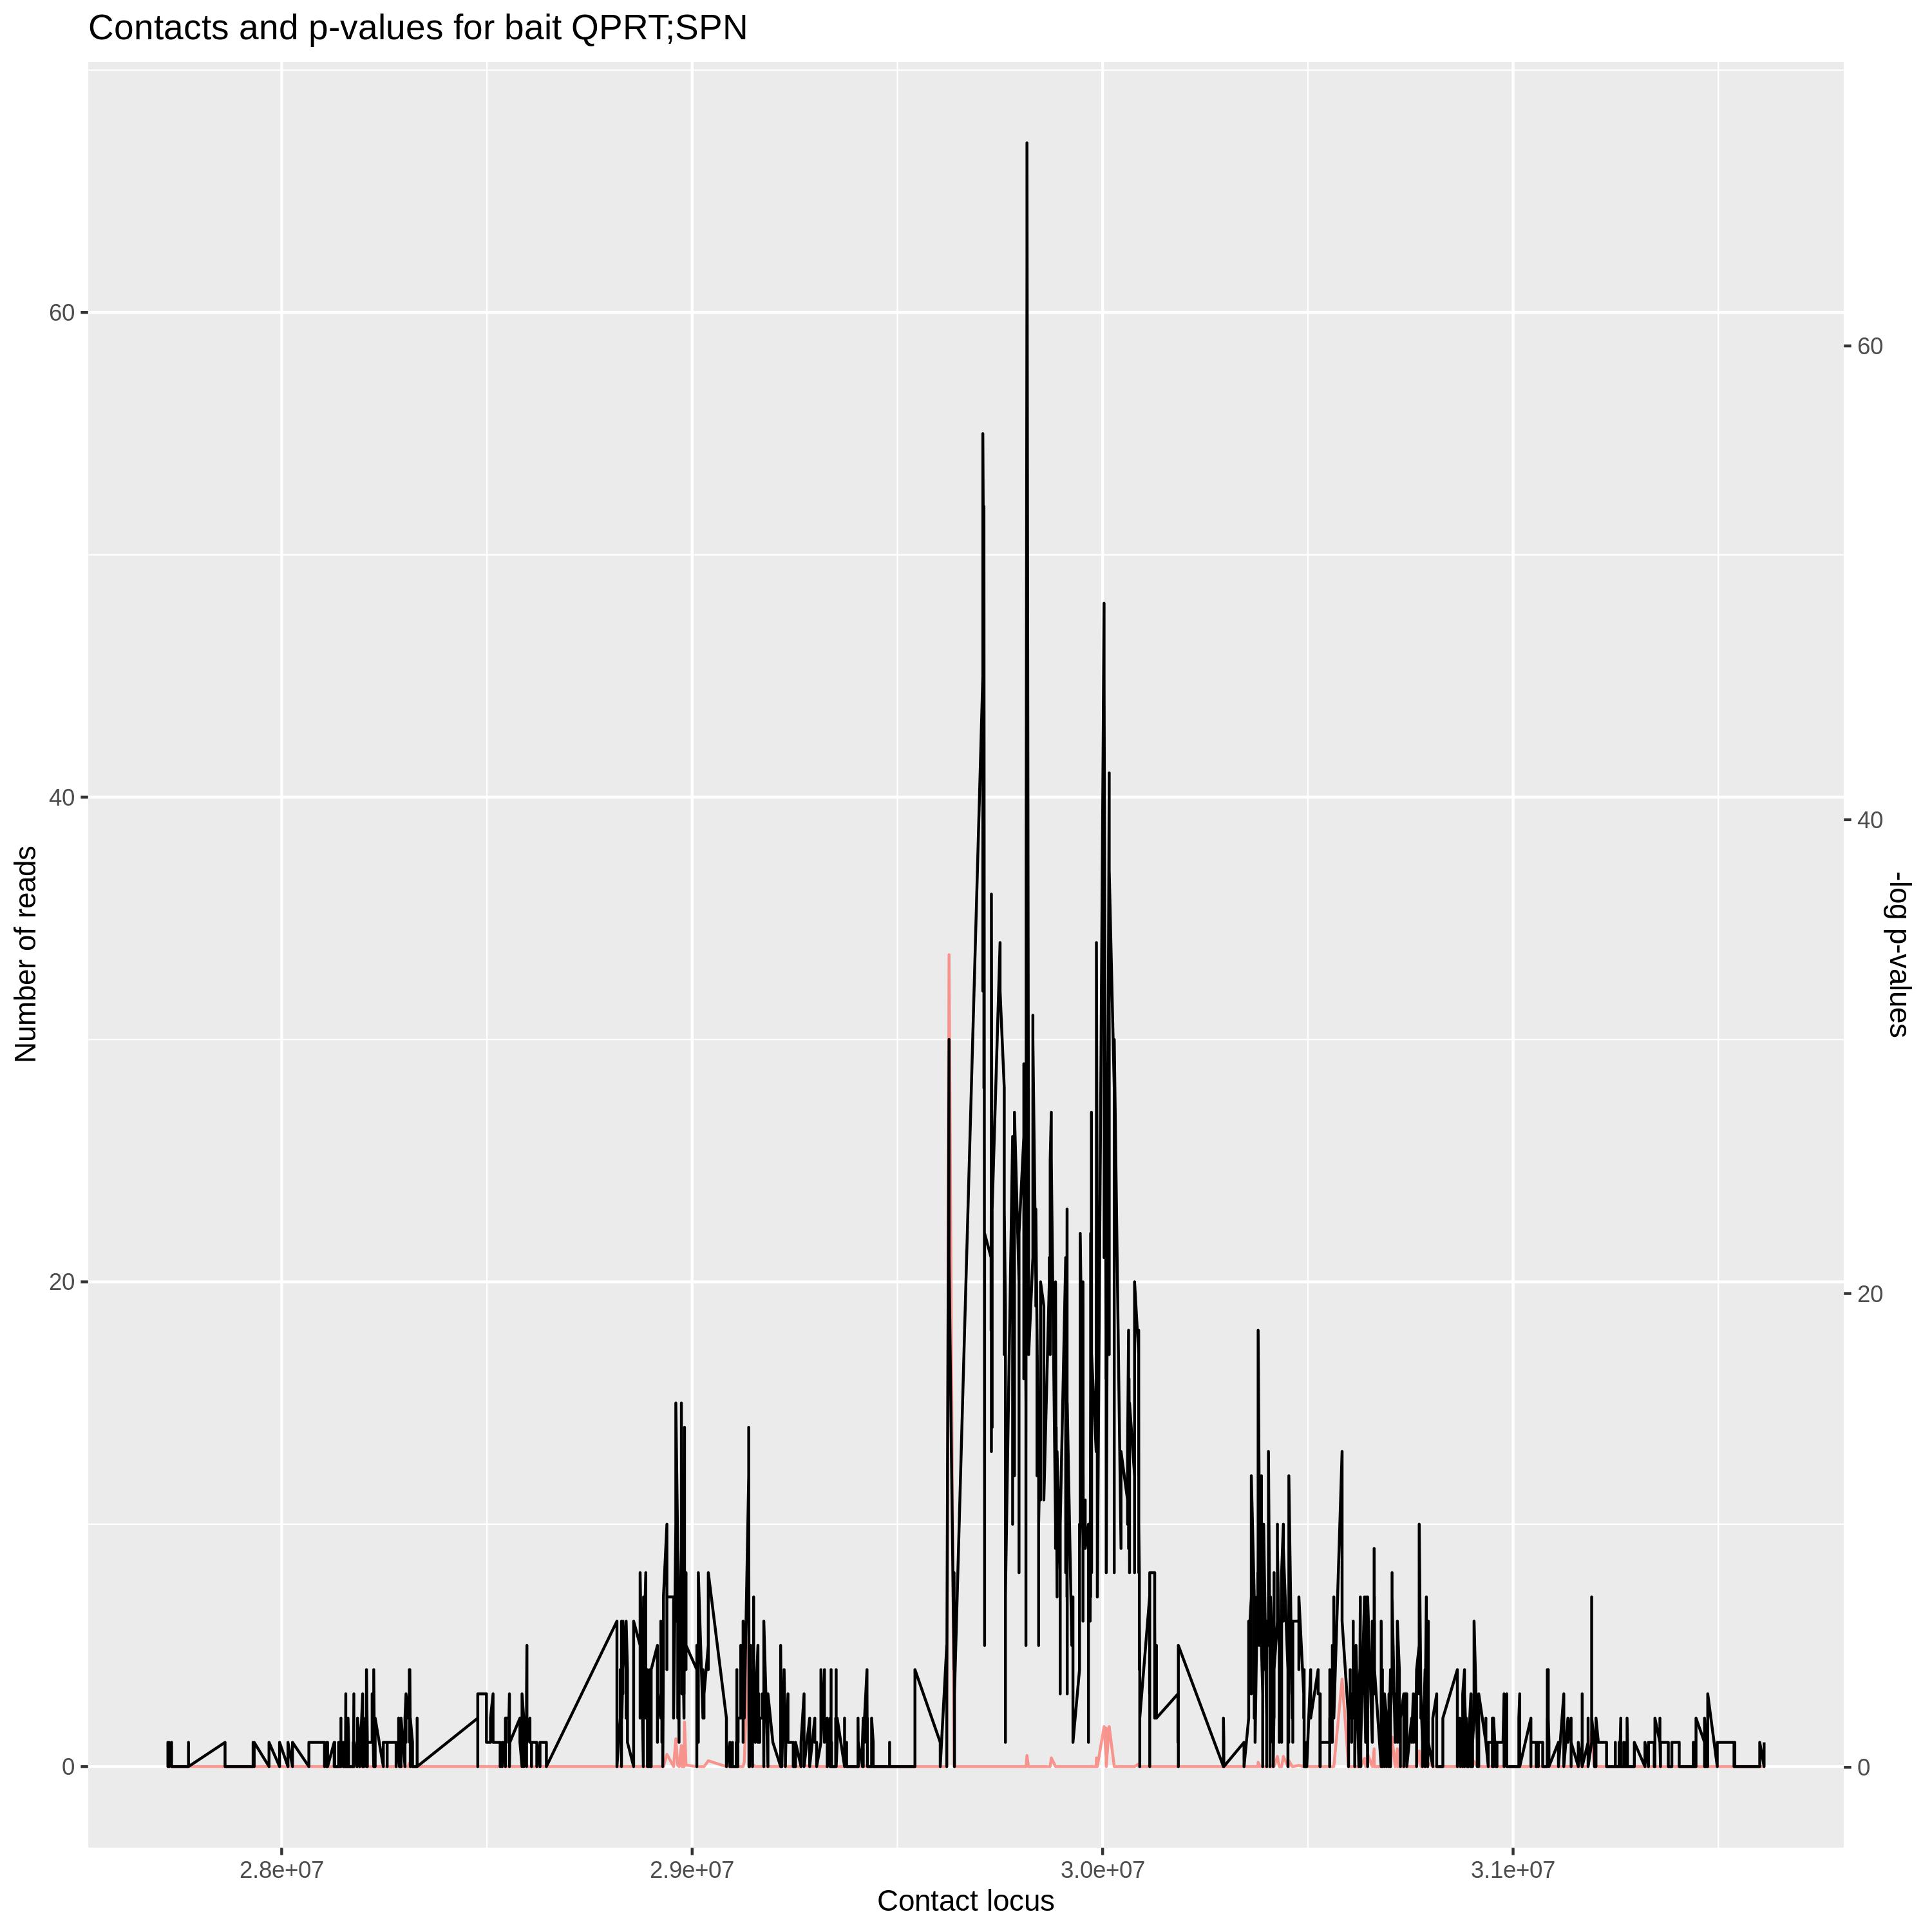 Contacts and p-values for bait QPRT;SPN
60
40
20
0
Number of reads
60
40
20
0
-log p-values
2.8e+07
2.9e+07
3.0e+07
3.1e+07
Contact locus